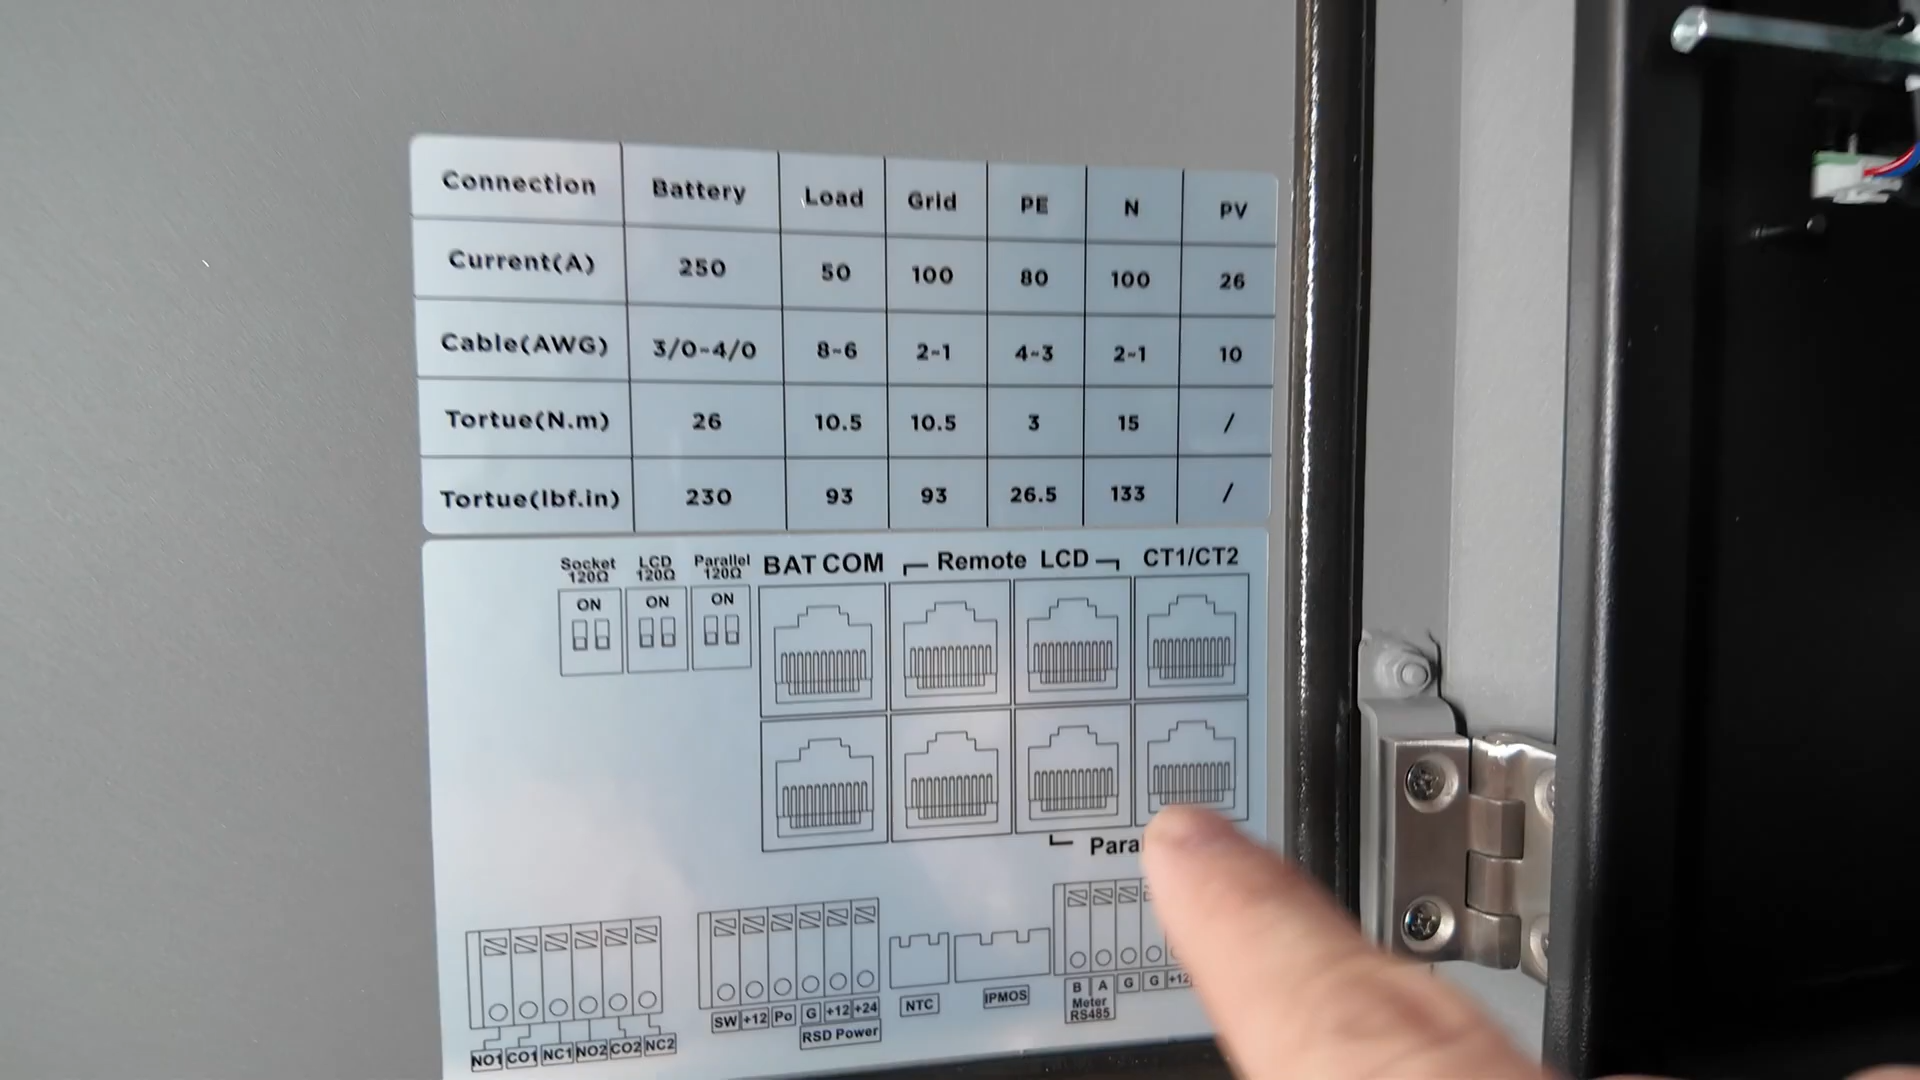 Connection Battery Load Grid PE N PV
Current(A) 250 50 100 80 100 26
Cable(AWG) 3/0~4/0 8~6 2~1 4~3 2~1 10
Tortue(N.m) 26 10.5 10.5 3 15 /
Tortue(lbf.in) 230 93 93 26.5 133 /
Socket 120Ω
LCD 120Ω
Parallel 120Ω
BAT COM
Remote LCD
CT1/CT2
ON ON ON
SW +12 Po G +12 +24
RSD Power
NTC
IPMOS
B A G G +12
Meter
RS485
NO1 CO1 NC1 NO2 CO2 NC2